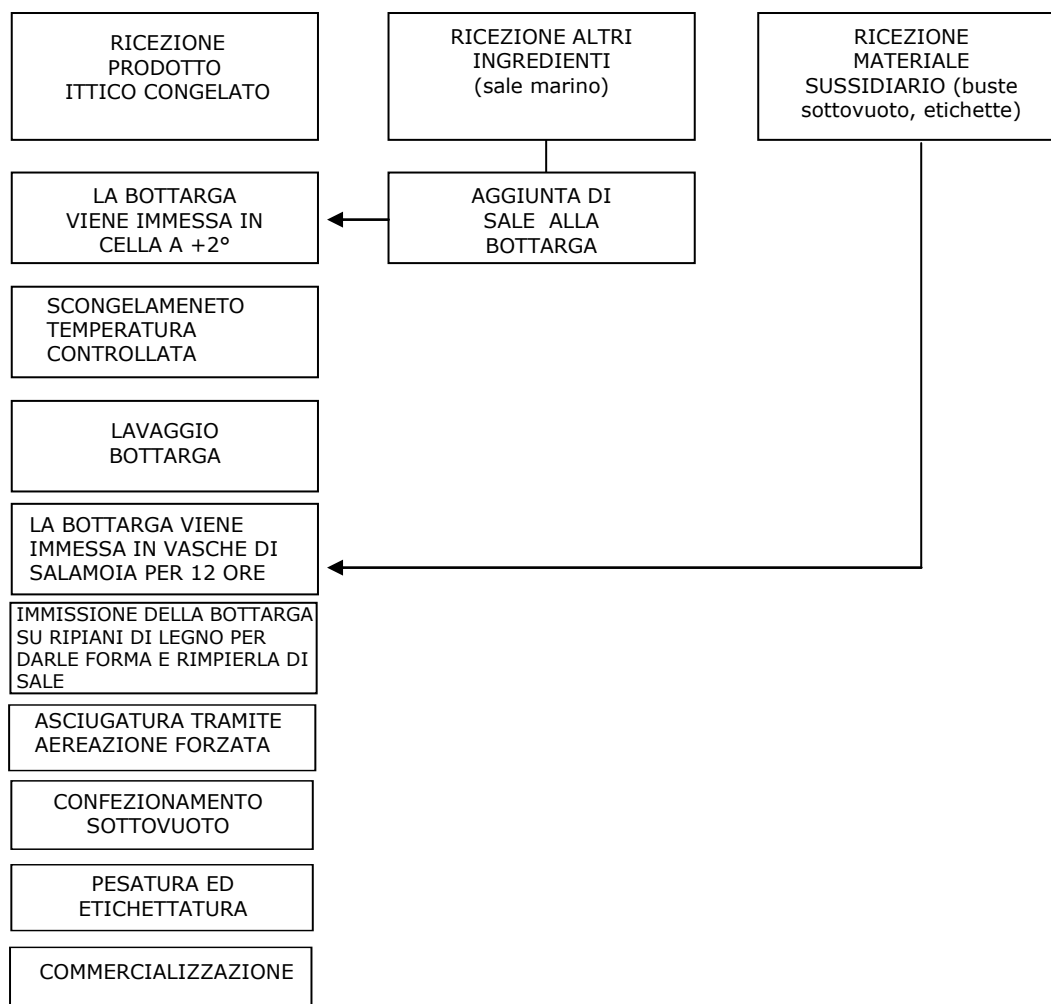 RICEZIONE
PRODOTTO
ITTICO CONGELATO
RICEZIONE ALTRI
INGREDIENTI
(sale marino)
RICEZIONE
MATERIALE
SUSSIDIARIO (buste
sottovuoto, etichette)
LA BOTTARGA
VIENE IMMESSA IN
CELLA A +2°
AGGIUNTA DI
SALE ALLA
BOTTARGA
SCONGELAMENETO
TEMPERATURA
CONTROLLATA
LAVAGGIO
BOTTARGA
LA BOTTARGA VIENE
IMMESSA IN VASCHE DI
SALAMOIA PER 12 ORE
IMMISSIONE DELLA BOTTARGA
SU RIPIANI DI LEGNO PER
DARLE FORMA E RIMPIERLA DI
SALE
ASCIUGATURA TRAMITE
AEREAZIONE FORZATA
CONFEZIONAMENTO
SOTTOVUOTO
PESATURA ED
ETICHETTATURA
COMMERCIALIZZAZIONE